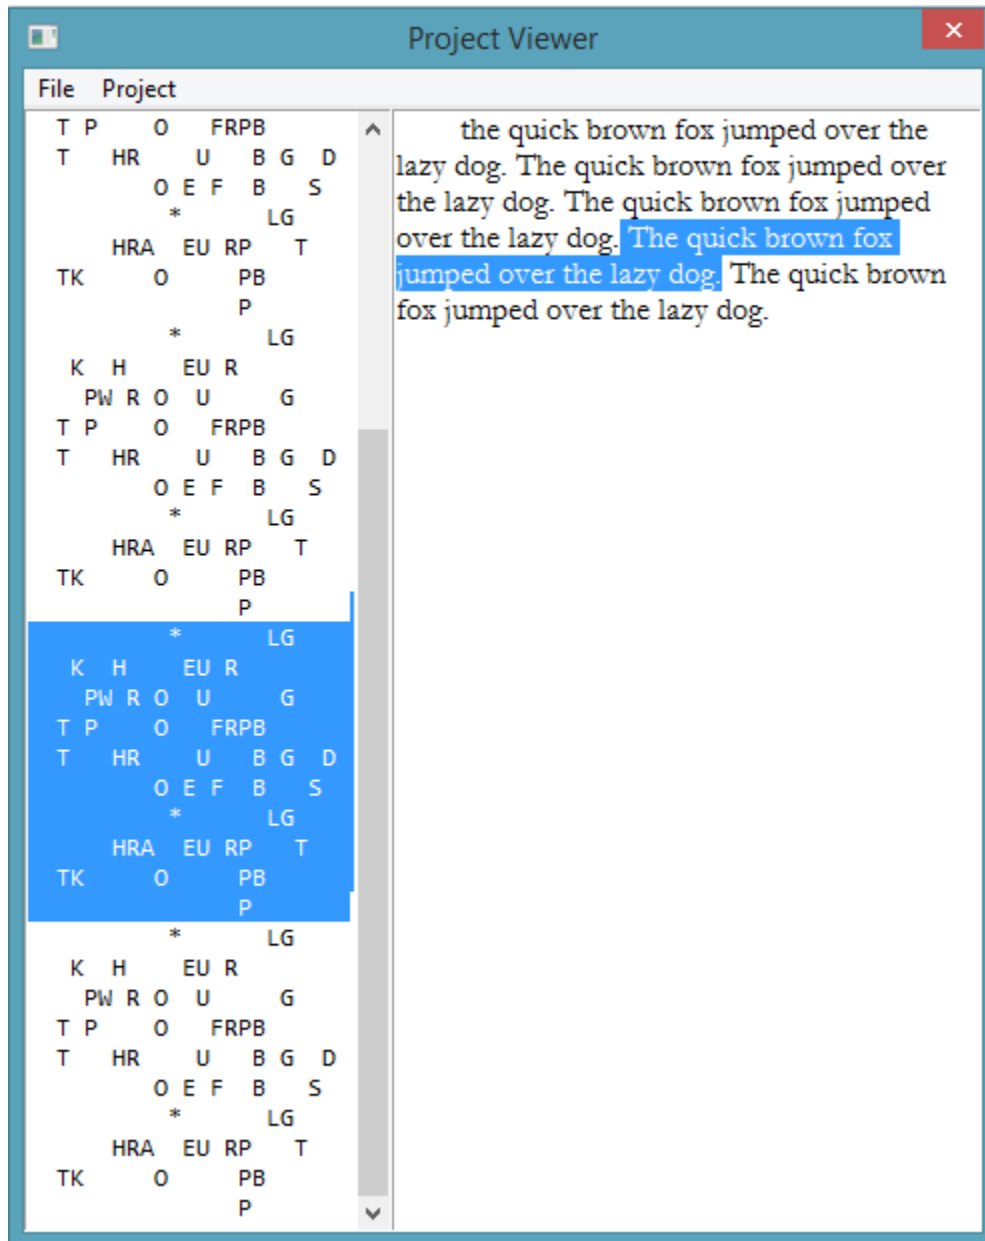 Project Viewer
File Project
T P O FRPB
T HR U B G D
O E F B S
* LG
HRA EU RP T
TK O PB
P
* LG
K H EU R
PW R O U G
T P O FRPB
T HR U B G D
O E F B S
* LG
HRA EU RP T
TK O PB
P
* LG
K H EU R
PW R O U G
T P O FRPB
T HR U B G D
O E F B S
* LG
HRA EU RP T
TK O PB
P
* LG
K H EU R
PW R O U G
T P O FRPB
T HR U B G D
O E F B S
* LG
HRA EU RP T
TK O PB
P
the quick brown fox jumped over the
lazy dog. The quick brown fox jumped over
the lazy dog. The quick brown fox jumped
over the lazy dog. The quick brown fox
jumped over the lazy dog. The quick brown
fox jumped over the lazy dog.